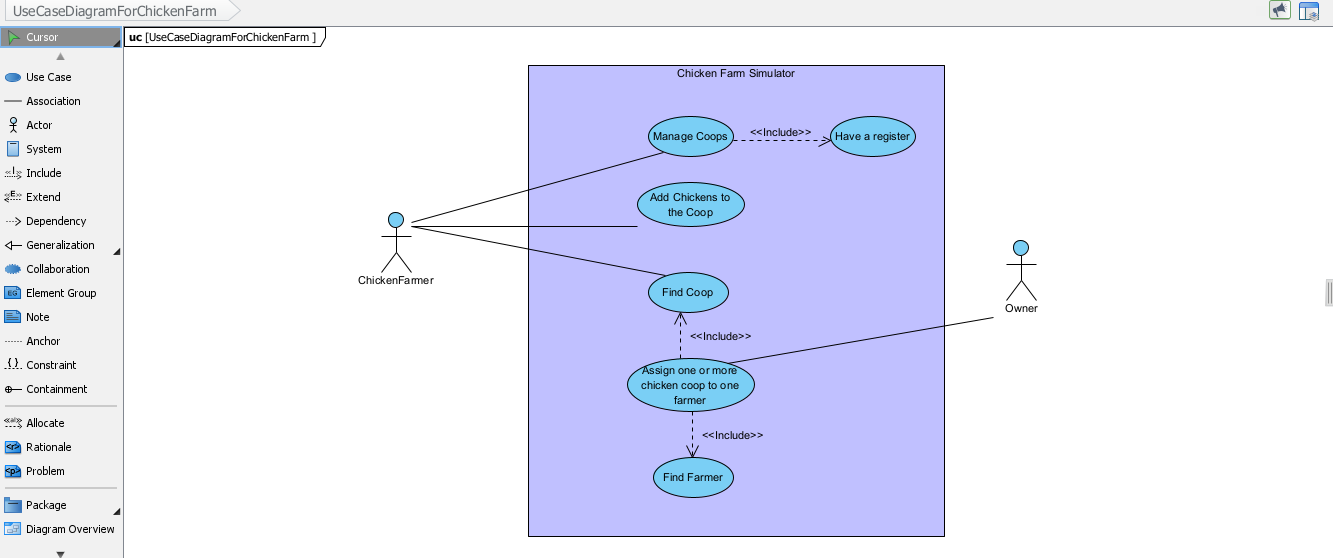 UseCaseDiagramForChickenFarm
Cursor
Use Case
Association
Actor
System
Include
Extend
Dependency
Generalization
Collaboration
EG Element Group
Note
Anchor
Constraint
Containment
Allocate
<r> Rationale
<p> Problem
Package
Diagram Overview
uc [UseCaseDiagramForChickenFarm ]
Chicken Farm Simulator
Manage Coops
<<Include>>
Have a register
Add Chickens to
the Coop
ChickenFarmer
Find Coop
Owner
<<Include>>
Assign one or more
chicken coop to one
farmer
<<Include>>
Find Farmer